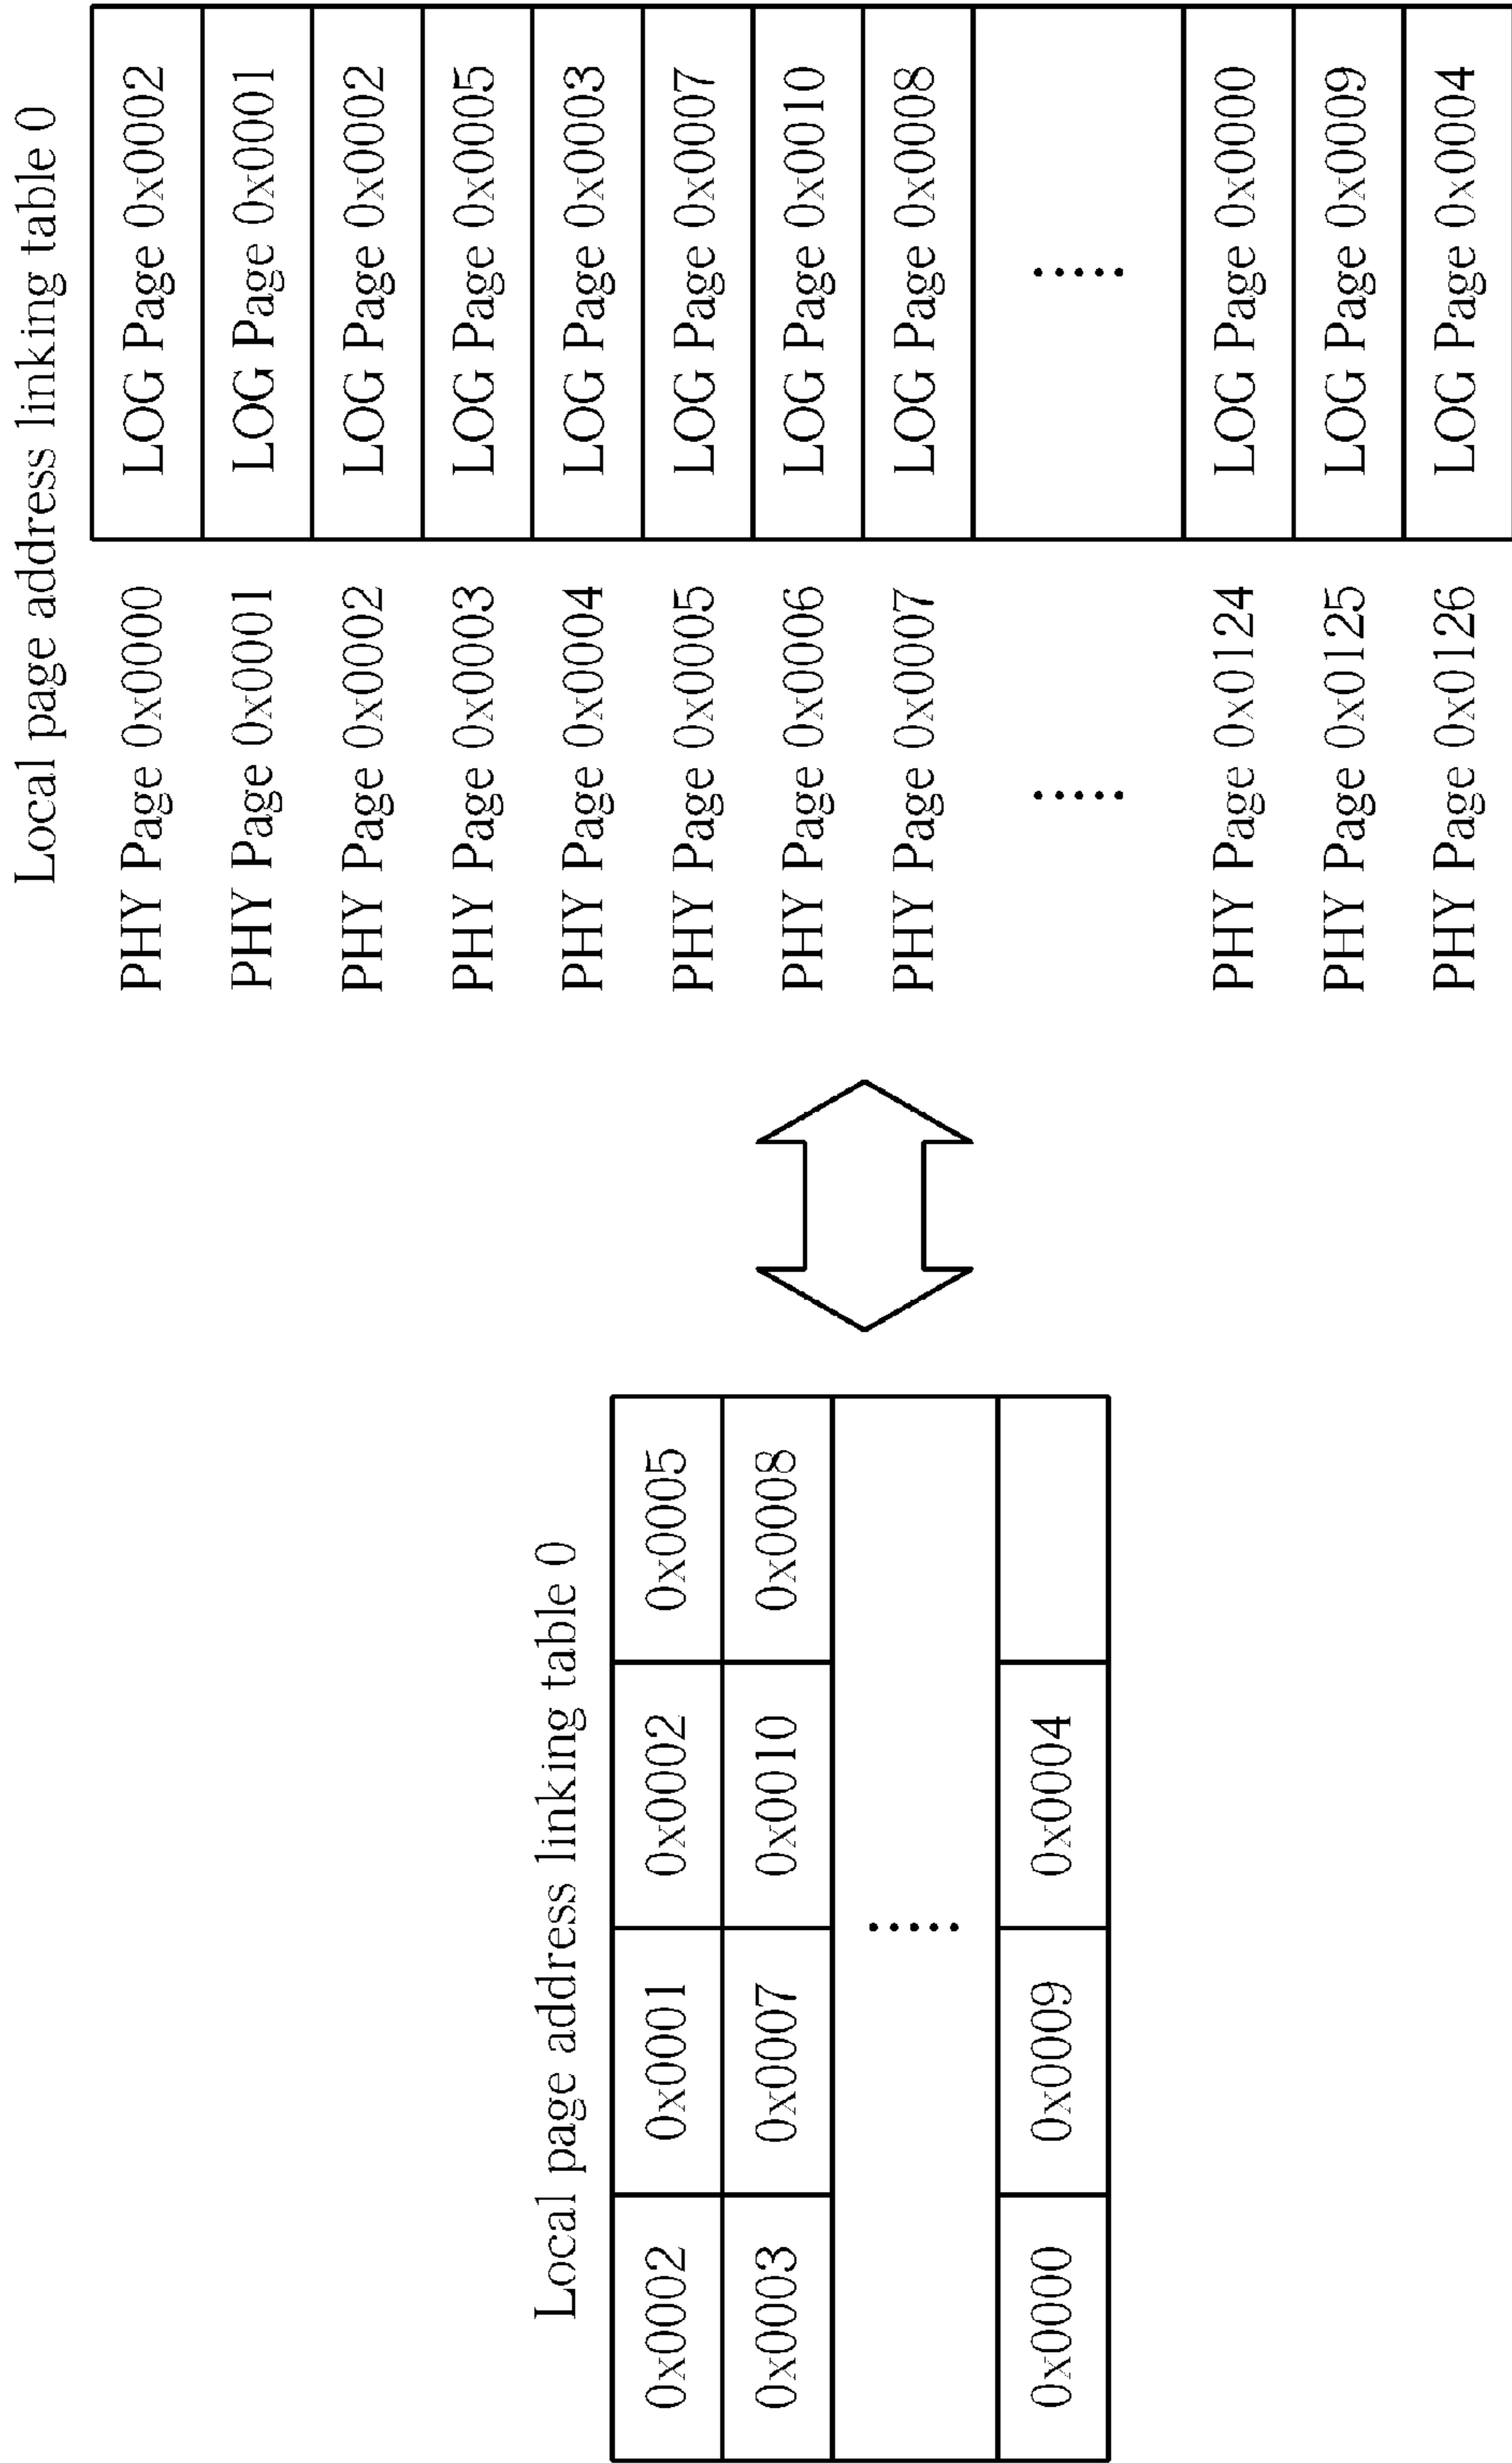 Local page address linking table 0
0x0002 0x0001 0x0002 0x0005
0x0003 0x0007 0x0010 0x0008
.....
0x0000 0x0009 0x0004
Local page address linking table 0
PHY Page 0x0000 LOG Page 0x0002
PHY Page 0x0001 LOG Page 0x0001
PHY Page 0x0002 LOG Page 0x0002
PHY Page 0x0003 LOG Page 0x0005
PHY Page 0x0004 LOG Page 0x0003
PHY Page 0x0005 LOG Page 0x0007
PHY Page 0x0006 LOG Page 0x0010
PHY Page 0x0007 LOG Page 0x0008
..... .....
PHY Page 0x0124 LOG Page 0x0000
PHY Page 0x0125 LOG Page 0x0009
PHY Page 0x0126 LOG Page 0x0004